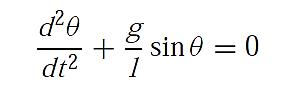 d²θ/dt² + g/l sin θ = 0